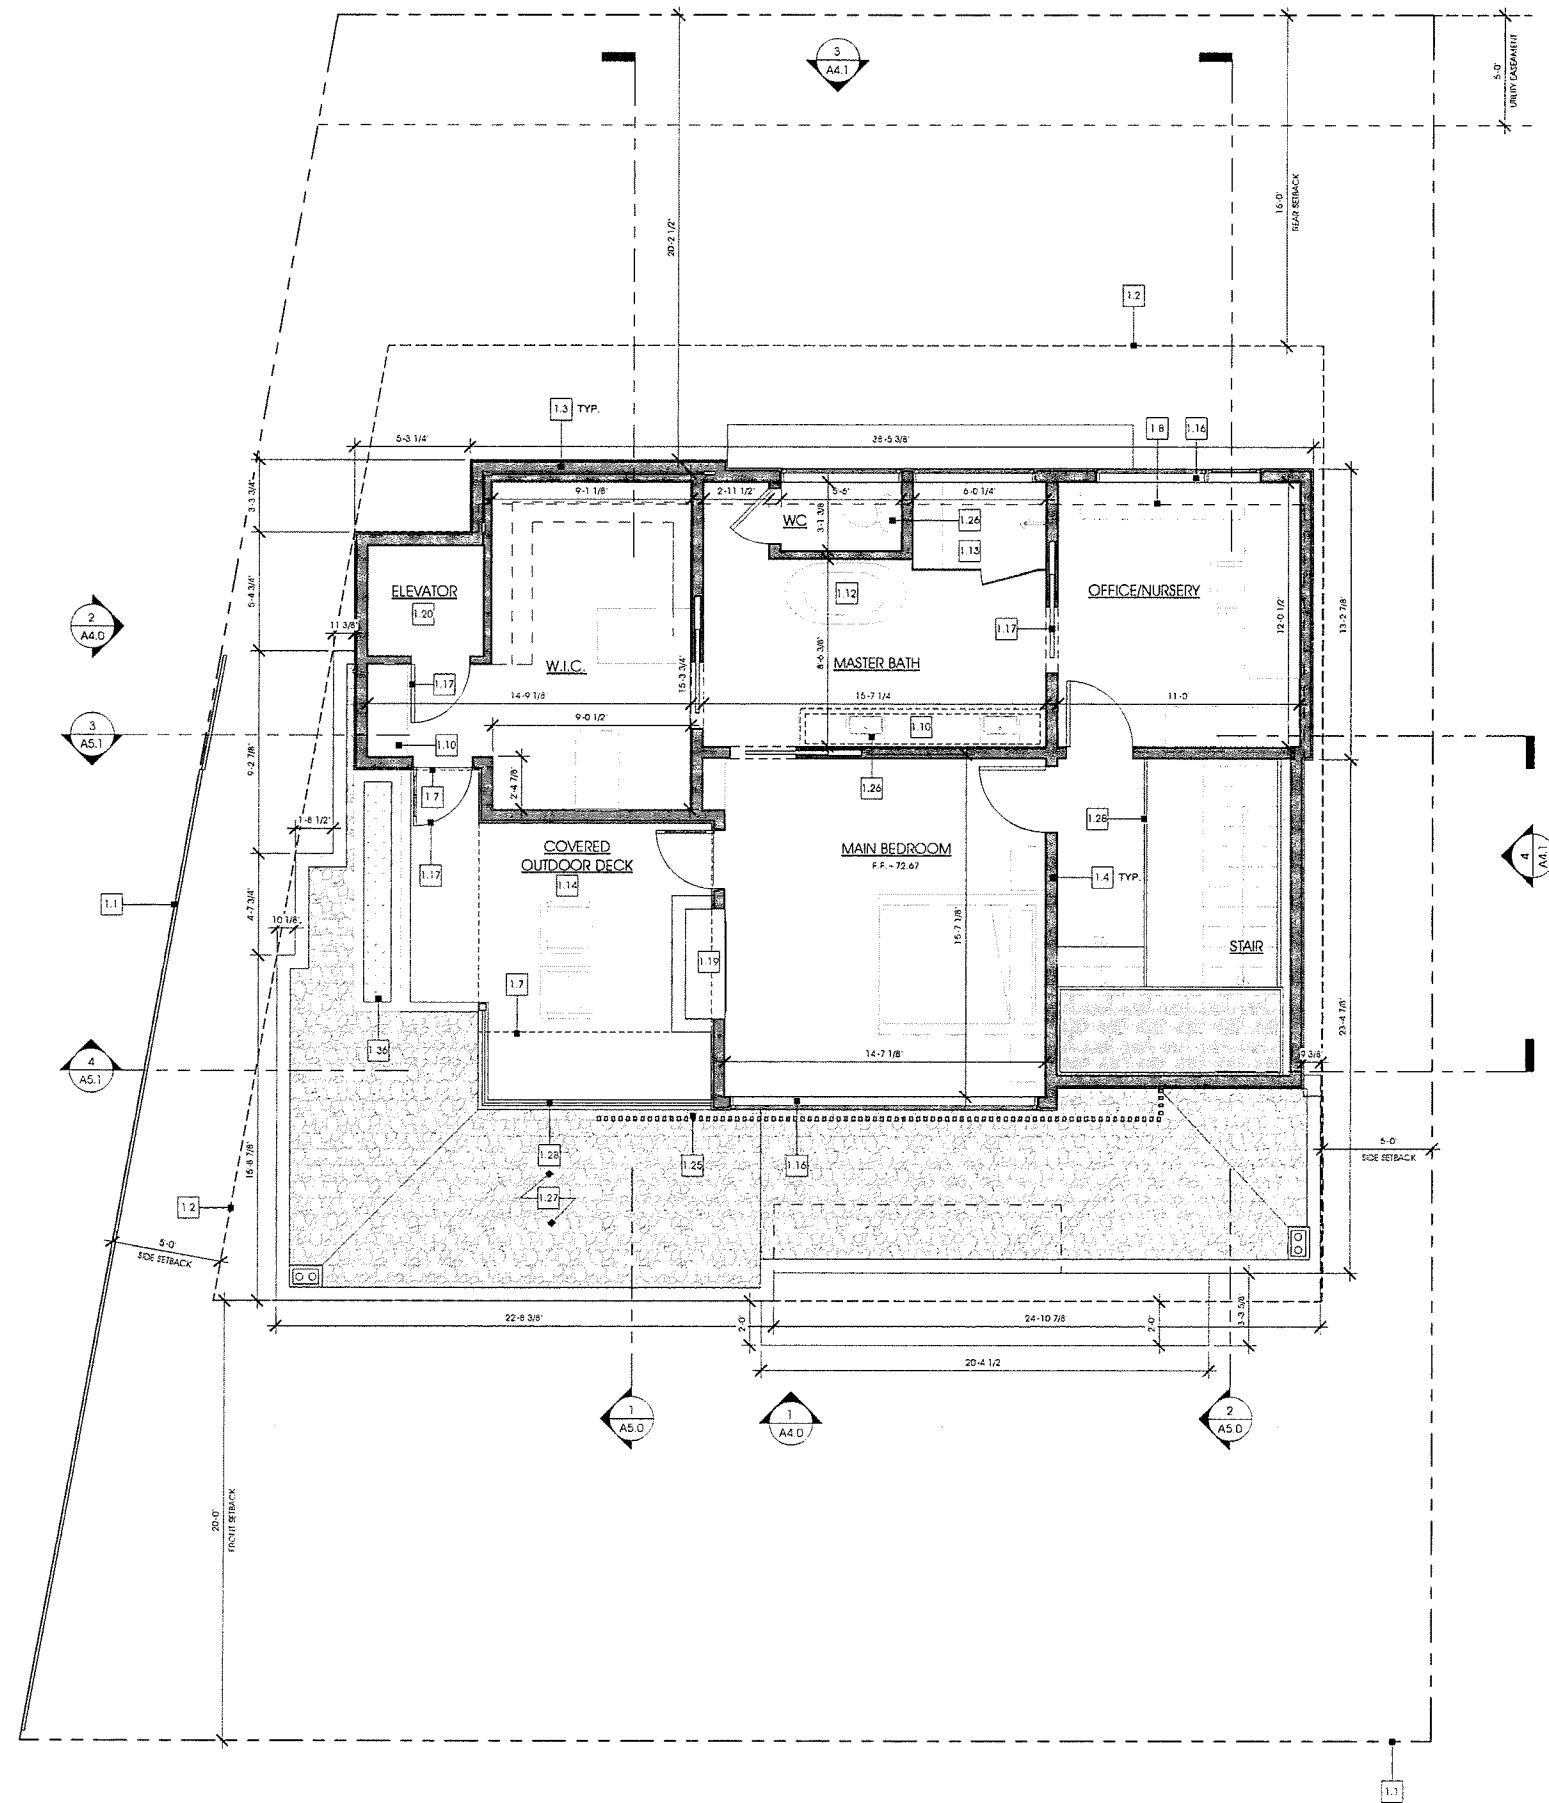 3
A4.1
5-0"
UTILITY EASEAMENT
16-0"
REAR SETBACK
20-2 1/2"
1.2
1.3 TYP.
1.8
1.16
5-3 1/4"
38-5 3/8"
3-3 3/4"
9-1 1/8"
2-11 1/2"
5-6"
6-0 1/4"
WC
3-1 3/8
1.26
1.13
ELEVATOR
1.20
5-4 3/4"
1.12
OFFICE/NURSERY
12-0 1/2"
13-2 7/8"
2
A4.0
11 3/8"
1.17
W.I.C.
15-3 3/4"
MASTER BATH
8-6 3/8"
1.17
14-9 1/8"
15-7 1/4
11-0"
9-0 1/2"
1.10
1.10
3
A5.1
9-2 7/8"
2-4 7/8"
1.7
1.26
1-8 1/2"
1.28
COVERED
OUTDOOR DECK
1.14
MAIN BEDROOM
F.F. + 72.67
4
A4.1
1.17
1.4 TYP.
1.1
4-7 3/4"
10 1/8"
15-7 1/8"
STAIR
1.19
1.7
23-4 7/8"
1.36
14-7 1/8"
9 3/8"
4
A5.1
5-0"
SIDE SETBACK
15-8 7/8"
1.28
1.25
1.16
1.27
1.2
5-0"
SIDE SETBACK
22-8 3/8"
2-0"
24-10 7/8"
2-0"
3-3 5/8"
20-4 1/2
1
A5.0
1
A4.0
2
A5.0
20-0"
FRONT SETBACK
1.1